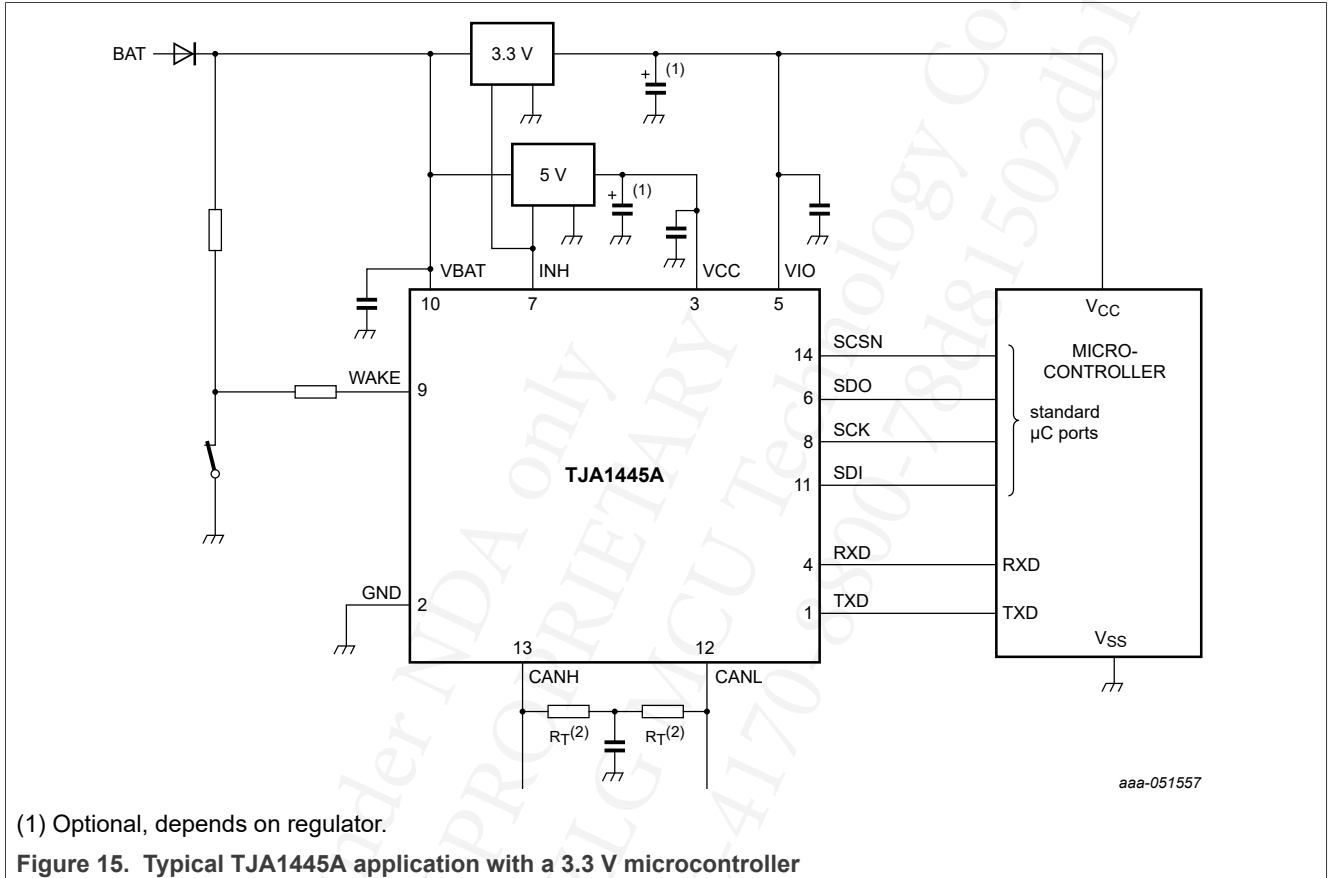 BAT
3.3 V
+
(1)
5 V
+
(1)
VBAT
INH
VCC
VIO
10
7
3
5
VCC
MICRO-
CONTROLLER
standard
µC ports
14
SCSN
6
SDO
8
SCK
11
SDI
WAKE
9
TJA1445A
4
RXD
RXD
1
TXD
TXD
VSS
GND
2
13
12
CANH
CANL
RT(2)
RT(2)
aaa-051557
(1) Optional, depends on regulator.
Figure 15. Typical TJA1445A application with a 3.3 V microcontroller